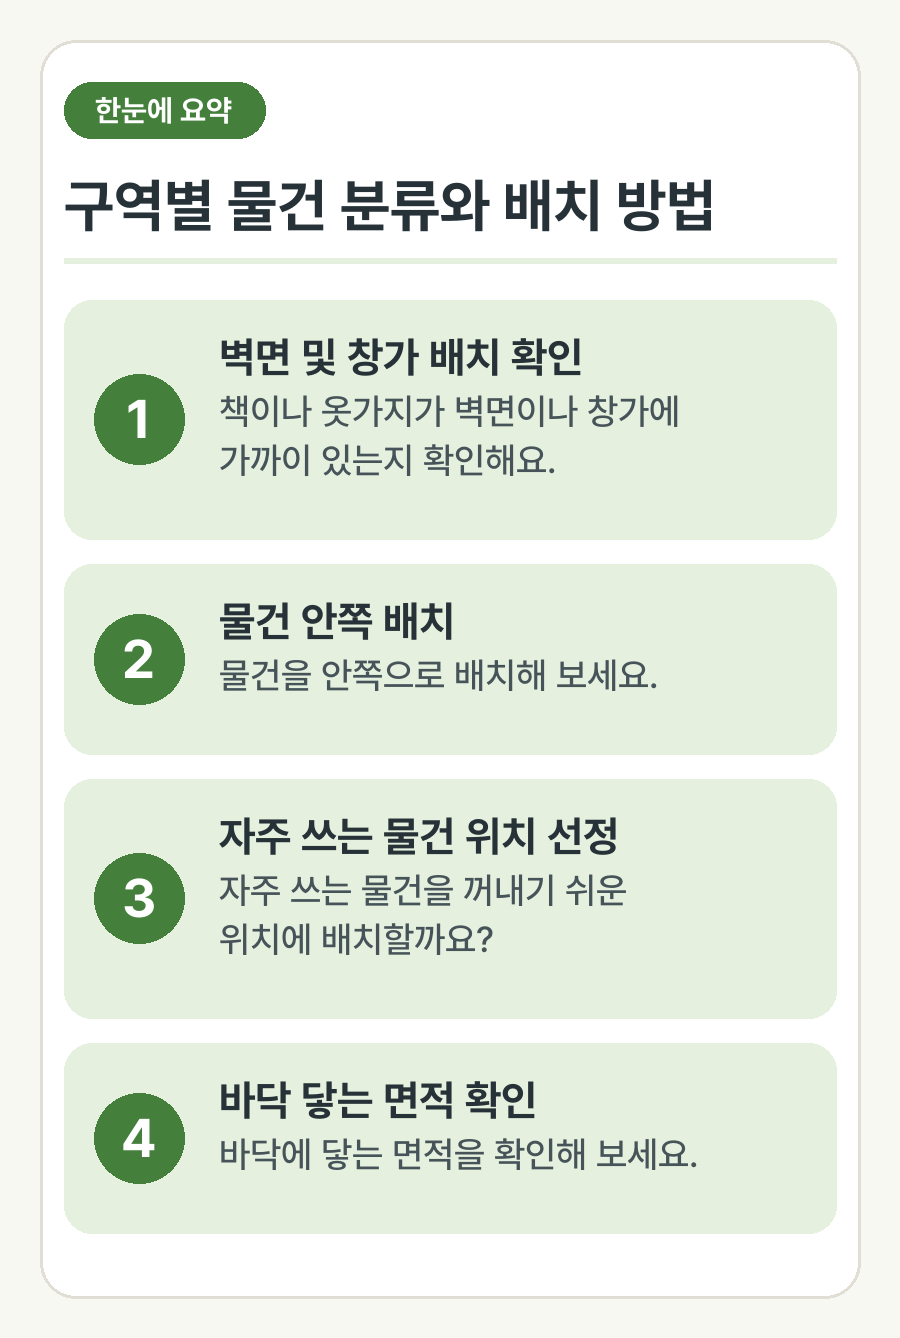 한눈에 요약
구역별 물건 분류와 배치 방법
1
벽면 및 창가 배치 확인
책이나 옷가지가 벽면이나 창가에
가까이 있는지 확인해요.
2
물건 안쪽 배치
물건을 안쪽으로 배치해 보세요.
3
자주 쓰는 물건 위치 선정
자주 쓰는 물건을 꺼내기 쉬운
위치에 배치할까요?
4
바닥 닿는 면적 확인
바닥에 닿는 면적을 확인해 보세요.